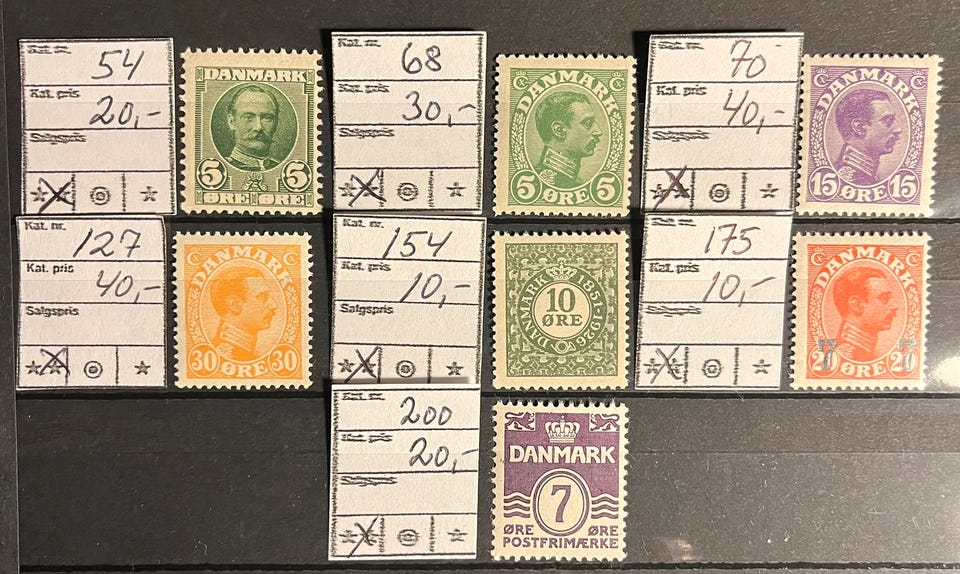 Kat. nr. 54
Kat. pris
20,-
Salgspris
DANMARK
5 5
ØRE ØRE
Kat. nr. 68
Kat. pris
30,-
Salgspris
DANMARK
5 ØRE 5
Kat. nr. 70
Kat. pris
40,-
Salgspris
DANMARK
15 ØRE 15
Kat. nr.
127
Kat. pris
40,-
Salgspris
DANMARK
30 ØRE 30
Kat. nr.
154
Kat. pris
10,-
Salgspris
DANMARK 1851-1926
10
ØRE
Kat. nr.
175
Kat. pris
10,-
Salgspris
DANMARK
20 ØRE 20
Kat. nr.
200
Kat. pris
20,-
Salgspris
DANMARK
7
ØRE ØRE
POSTFRIMÆRKE